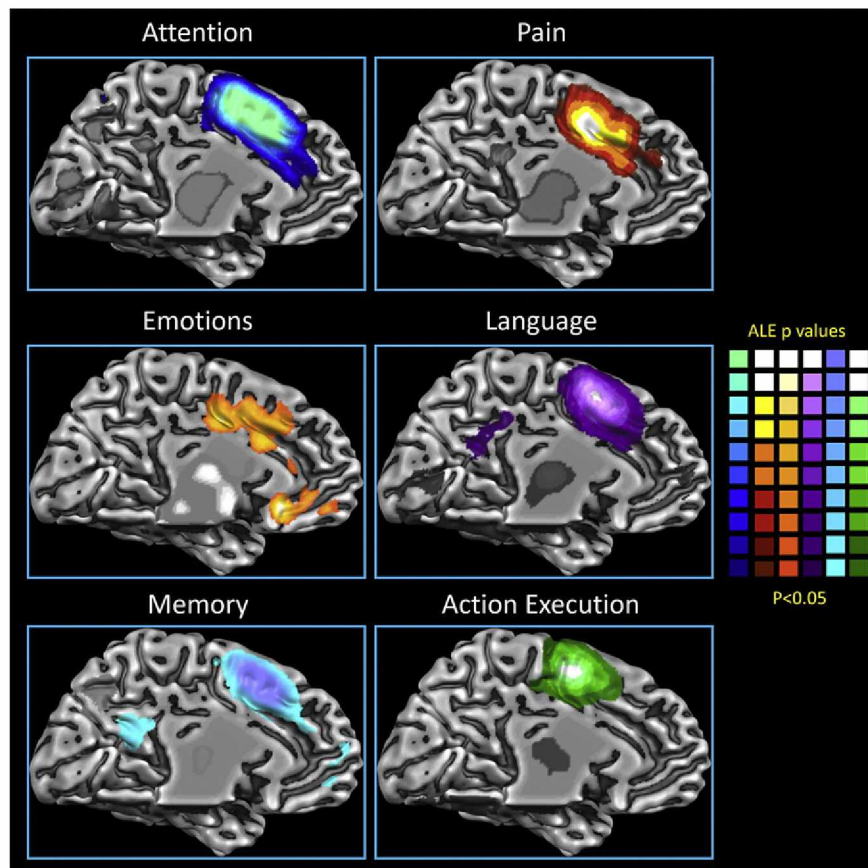 Attention
Pain
Emotions
Language
ALE p values
P<0.05
Memory
Action Execution